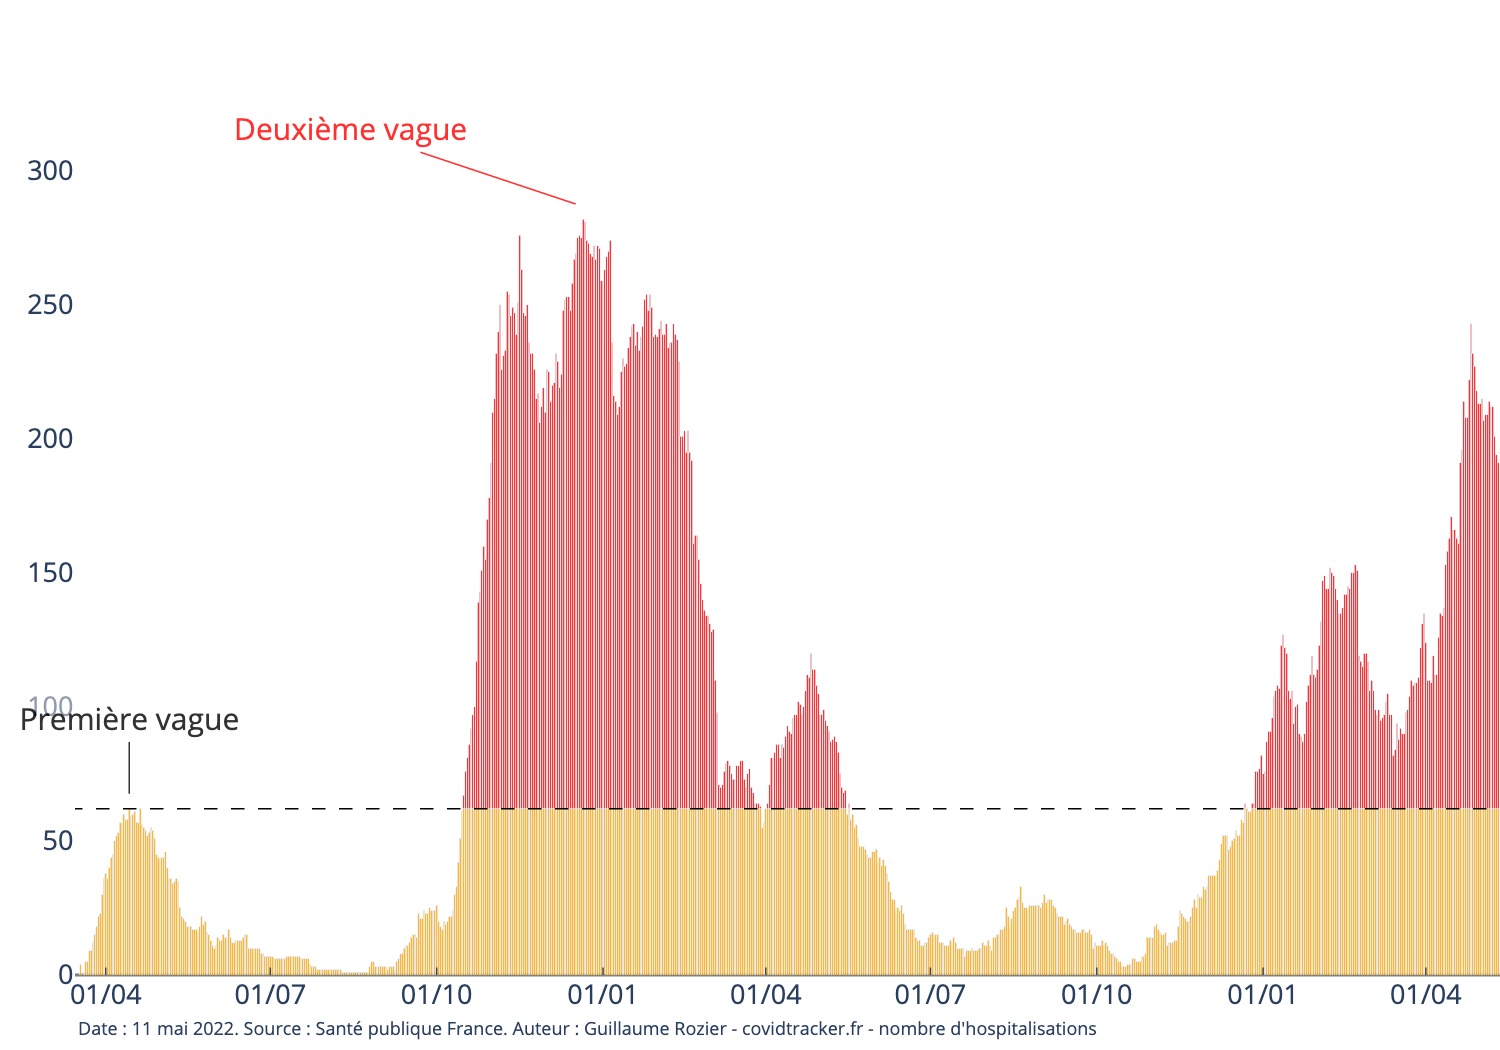 Deuxième vague
300
250
200
150
100
Première vague
50
0
01/04 01/07 01/10 01/01 01/04 01/07 01/10 01/01 01/04
Date : 11 mai 2022. Source : Santé publique France. Auteur : Guillaume Rozier - covidtracker.fr - nombre d'hospitalisations